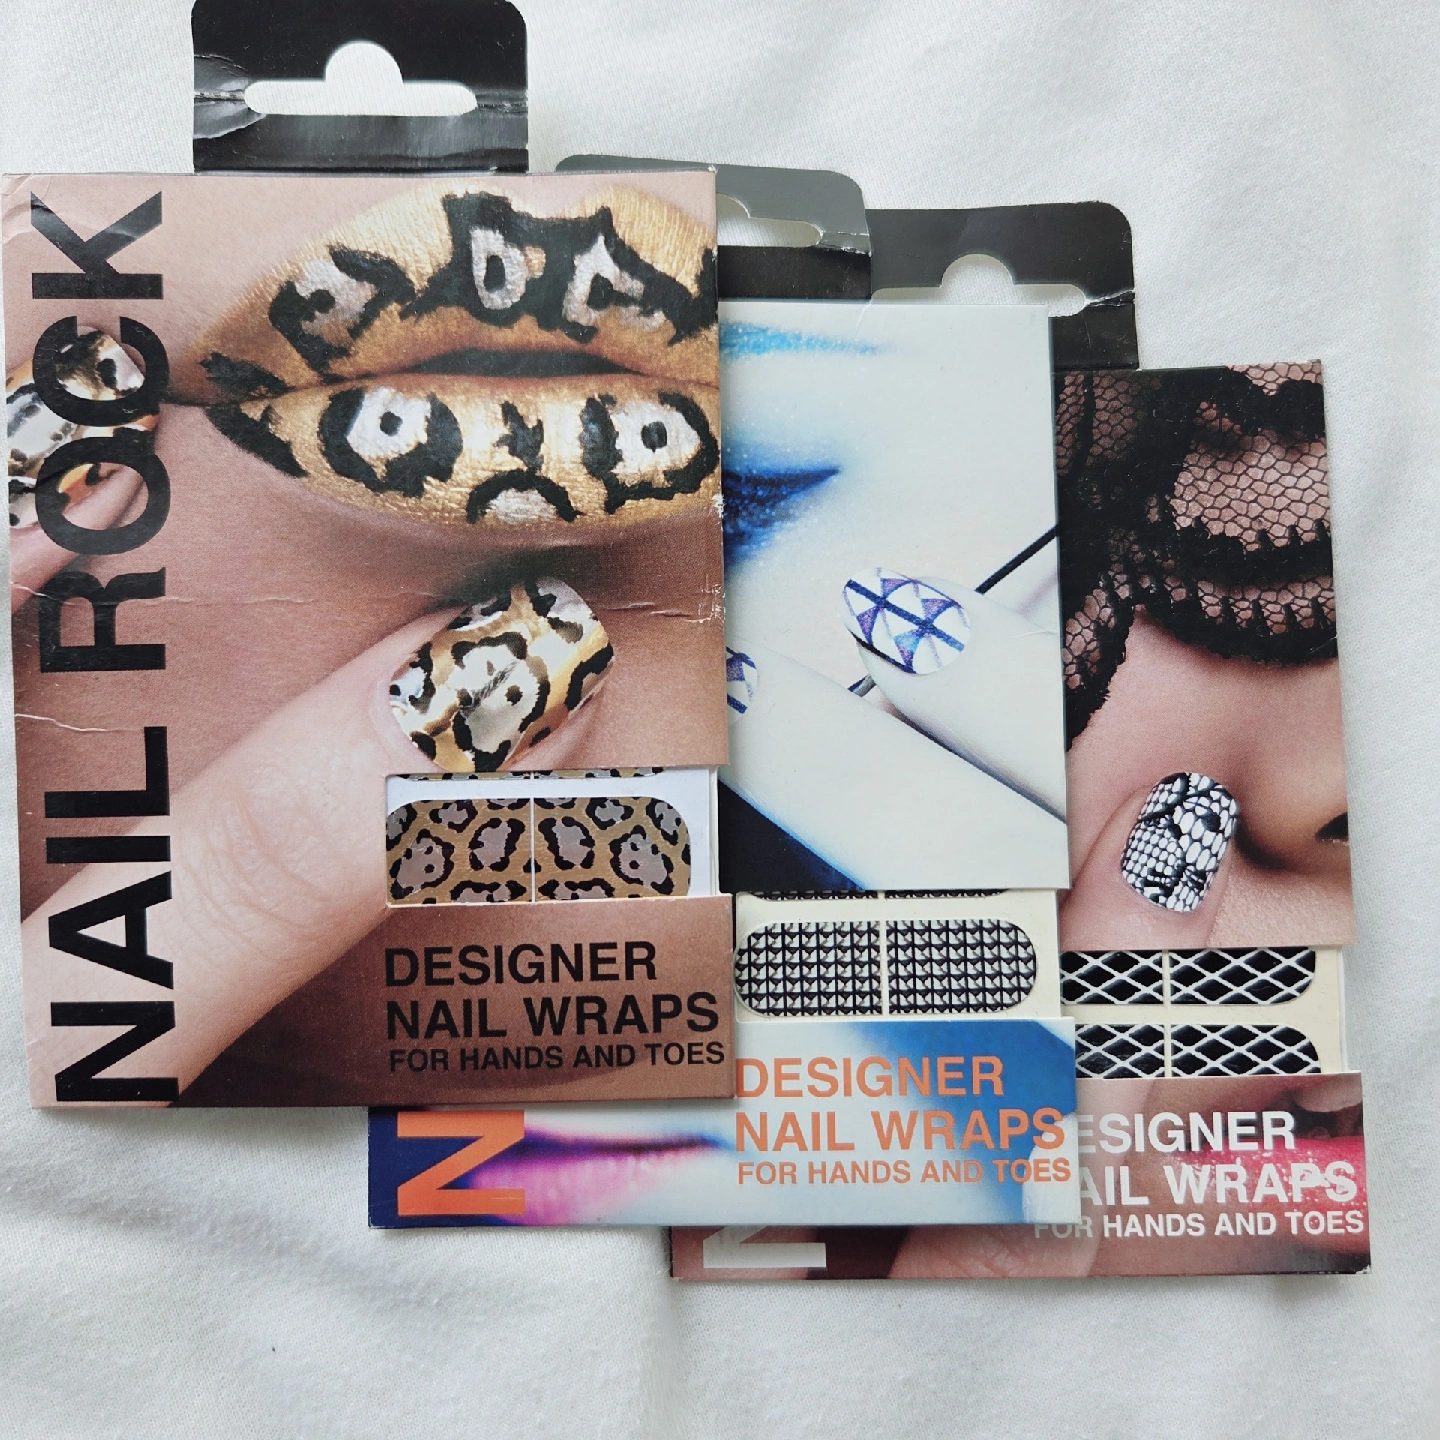 NAIL ROCK
DESIGNER
NAIL WRAPS
FOR HANDS AND TOES
N
DESIGNER
NAIL WRAPS
FOR HANDS AND TOES
N
ESIGNER
AIL WRAPS
FOR HANDS AND TOES